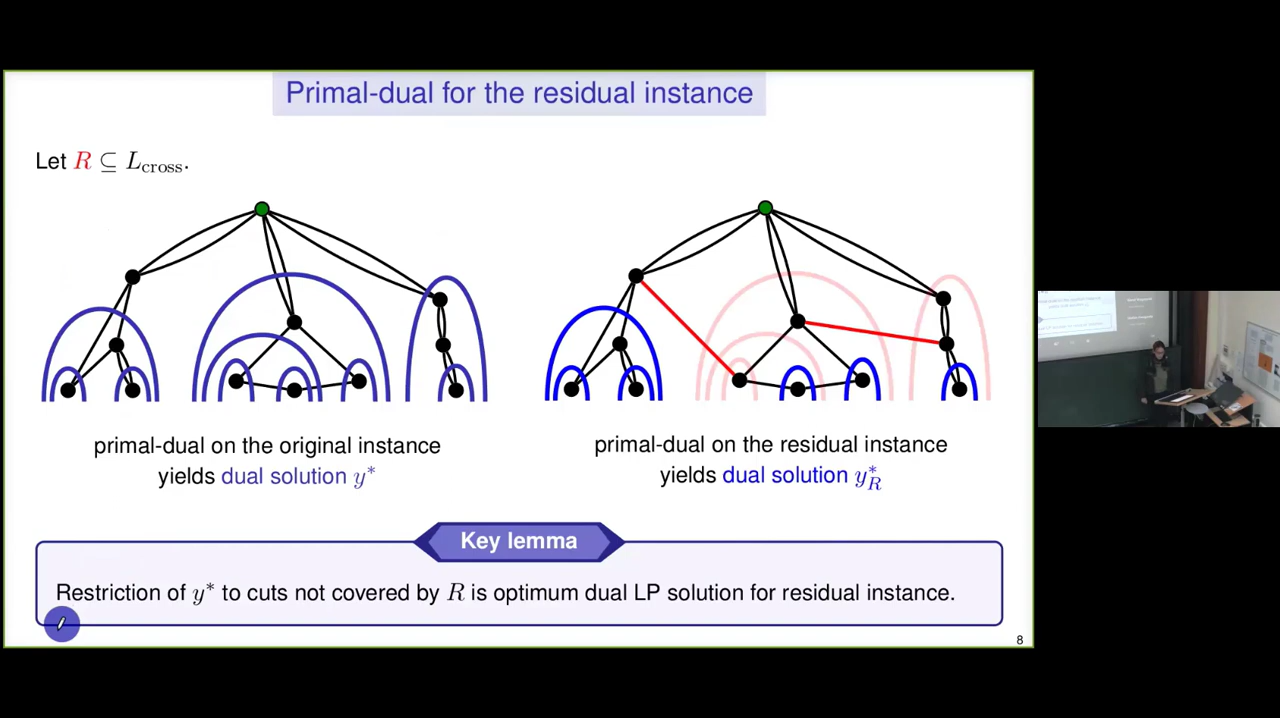 Primal-dual for the residual instance
Let R ⊆ L_cross.
primal-dual on the original instance
yields dual solution y*
primal-dual on the residual instance
yields dual solution y*_R
Key lemma
Restriction of y* to cuts not covered by R is optimum dual LP solution for residual instance.
8